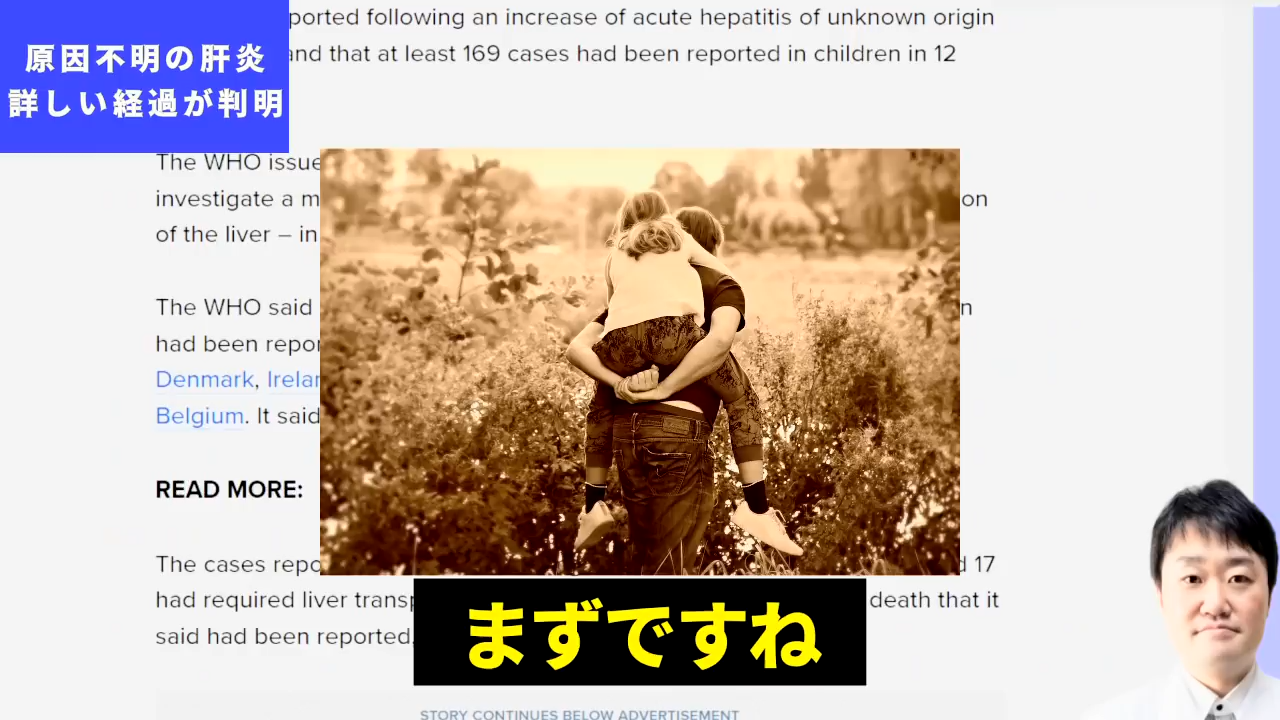 原因不明の肝炎
詳しい経過が判明
ported following an increase of acute hepatitis of unknown origin
and that at least 169 cases had been reported in children in 12
The WHO issue
investigate a m on
of the liver – in
The WHO said n
had been repor
Denmark, Irelan
Belgium. It said
READ MORE:
The cases repo d 17
had required liver transp death that it
said had been reported.
まずですね
STORY CONTINUES BELOW ADVERTISEMENT